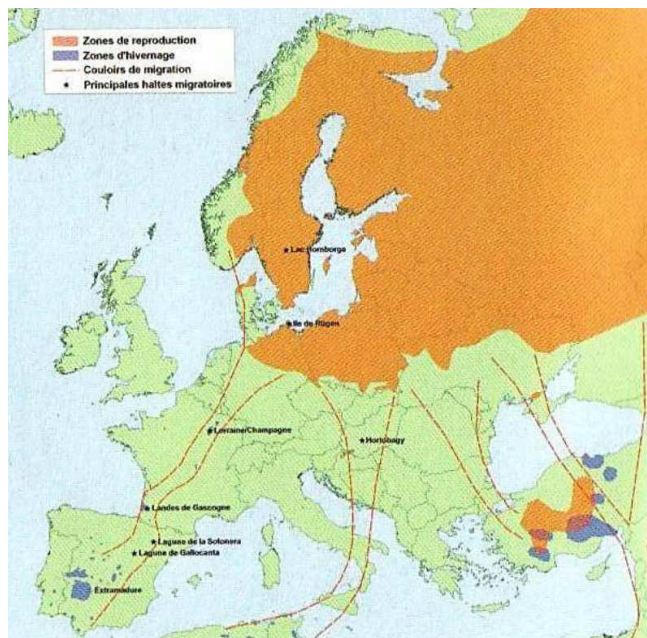 Zones de reproduction
Zones d'hivernage
Couloirs de migration
Principales haltes migratoires
Lac Hornborga
Ile de Rügen
Lorraine/Champagne
Hortobagy
Landes de Gascogne
Lagune de la Sotonera
Lagune de Gallocanta
Extramadure